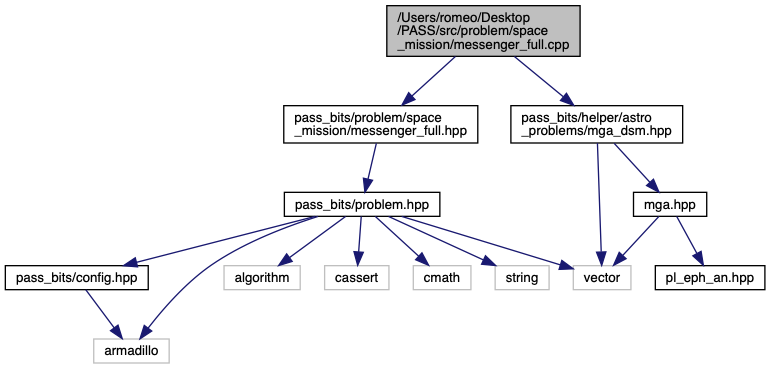 /Users/romeo/Desktop
/PASS/src/problem/space
_mission/messenger_full.cpp
pass_bits/problem/space
_mission/messenger_full.hpp
pass_bits/helper/astro
_problems/mga_dsm.hpp
pass_bits/problem.hpp
mga.hpp
pass_bits/config.hpp
algorithm
cassert
cmath
string
vector
pl_eph_an.hpp
armadillo